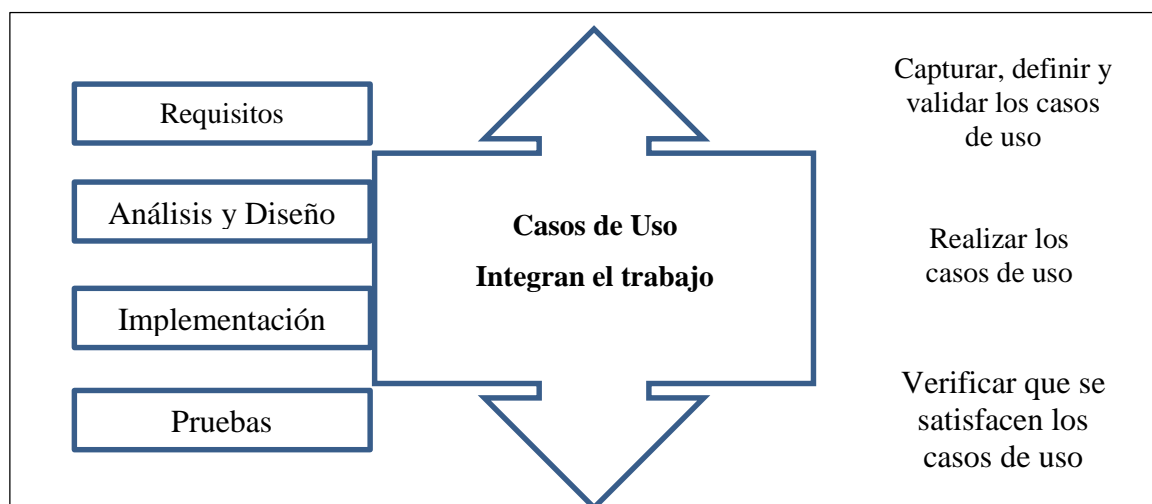 Requisitos
Análisis y Diseño
Implementación
Pruebas
Casos de Uso
Integran el trabajo
Capturar, definir y
validar los casos
de uso
Realizar los
casos de uso
Verificar que se
satisfacen los
casos de uso